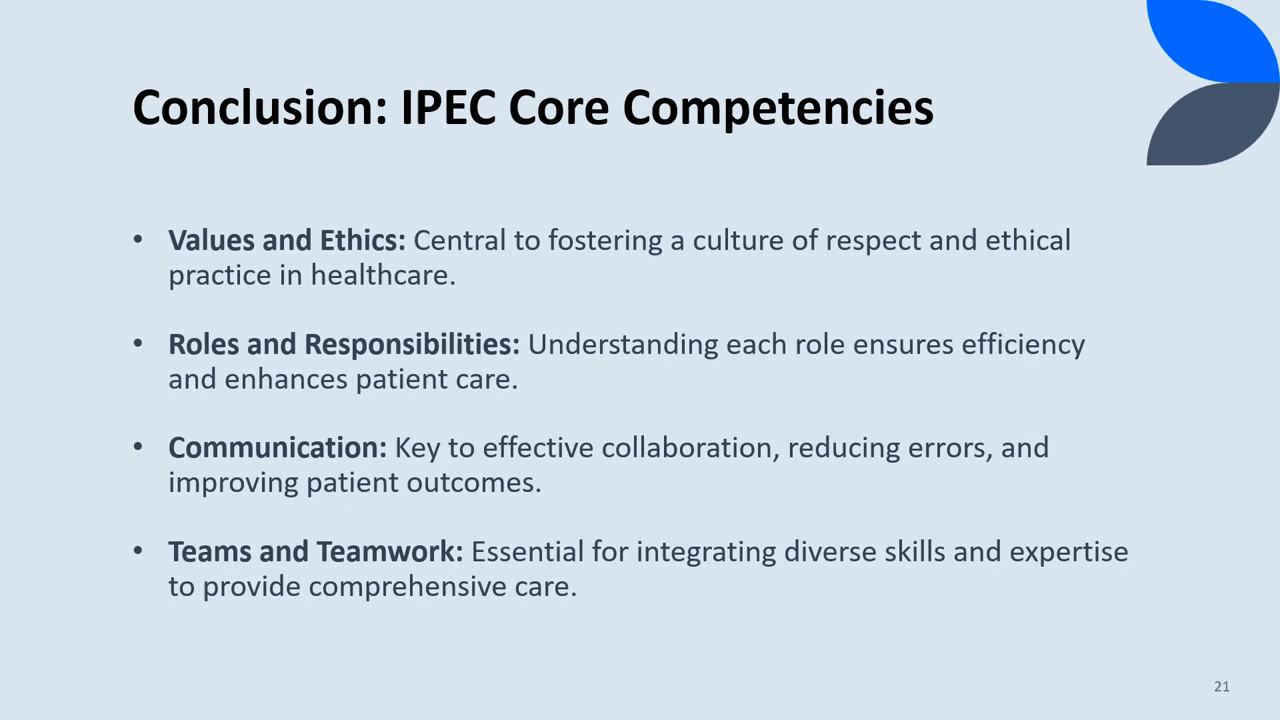 Conclusion: IPEC Core Competencies
• Values and Ethics: Central to fostering a culture of respect and ethical
practice in healthcare.
• Roles and Responsibilities: Understanding each role ensures efficiency
and enhances patient care.
• Communication: Key to effective collaboration, reducing errors, and
improving patient outcomes.
• Teams and Teamwork: Essential for integrating diverse skills and expertise
to provide comprehensive care.
21